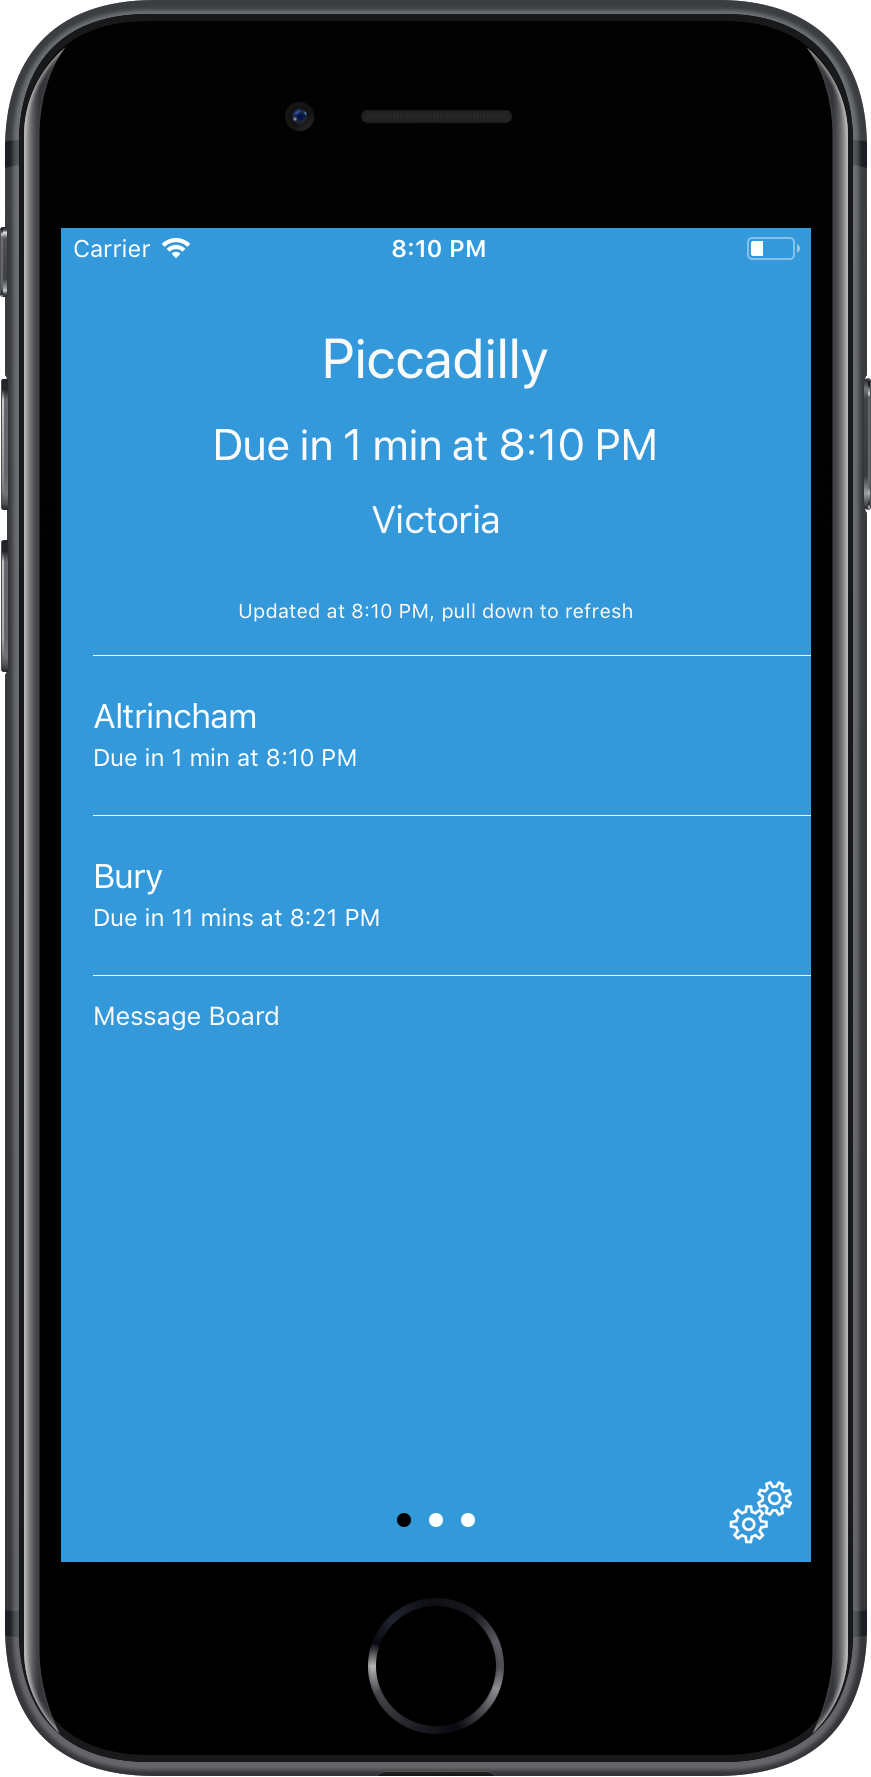 Carrier 8:10 PM
Piccadilly
Due in 1 min at 8:10 PM
Victoria
Updated at 8:10 PM, pull down to refresh
Altrincham
Due in 1 min at 8:10 PM
Bury
Due in 11 mins at 8:21 PM
Message Board